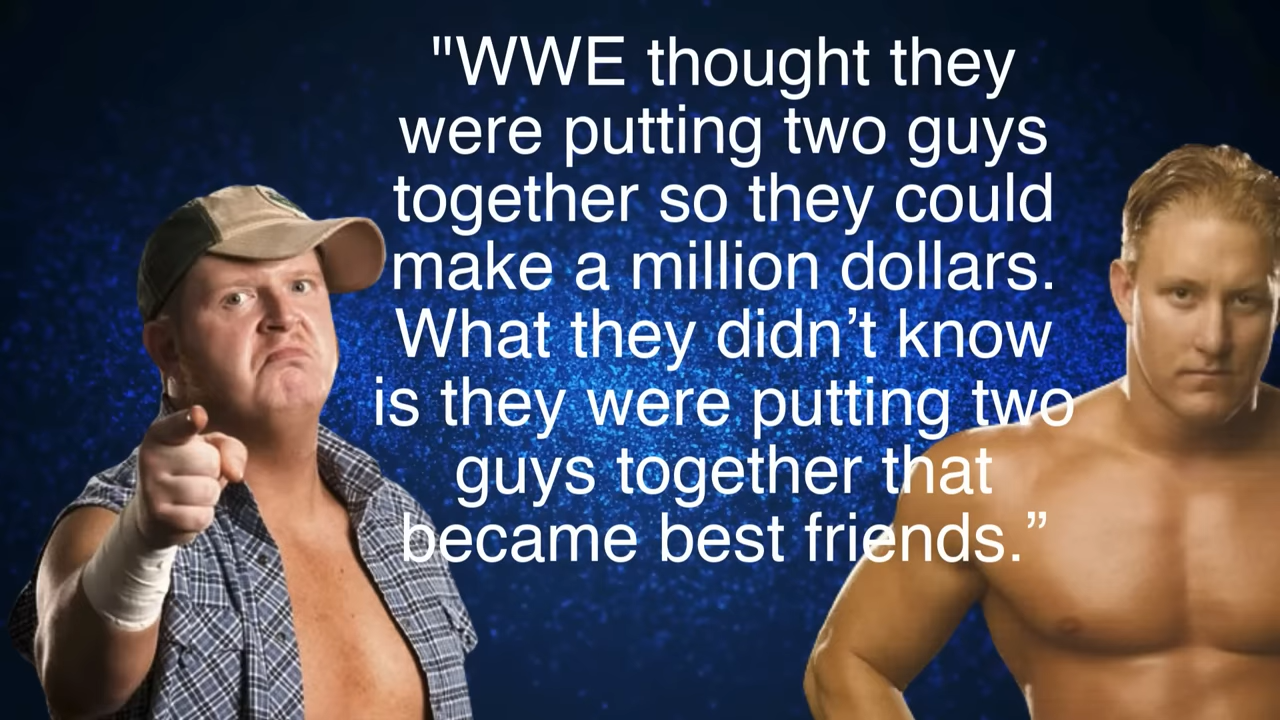 "WWE thought they
were putting two guys
together so they could
make a million dollars.
What they didn’t know
is they were putting two
guys together that
became best friends.”